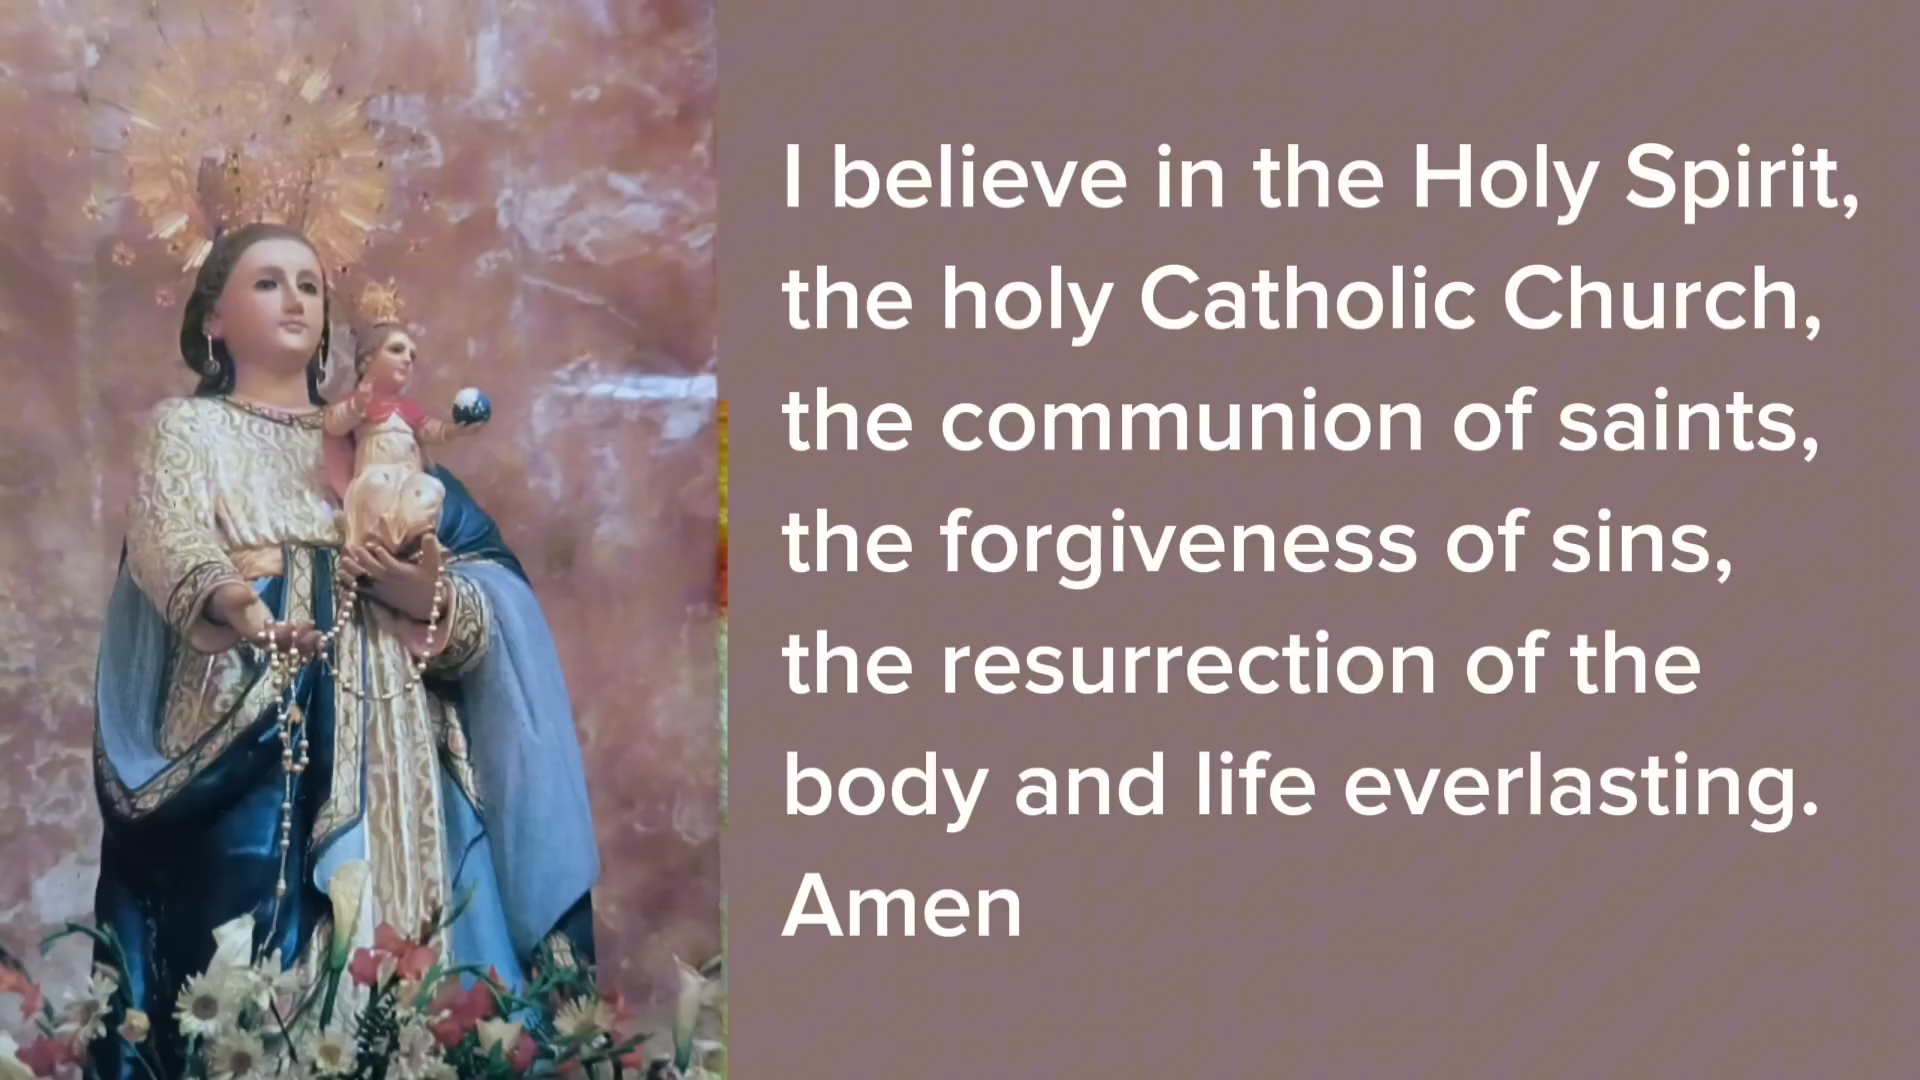 I believe in the Holy Spirit,
the holy Catholic Church,
the communion of saints,
the forgiveness of sins,
the resurrection of the
body and life everlasting.
Amen